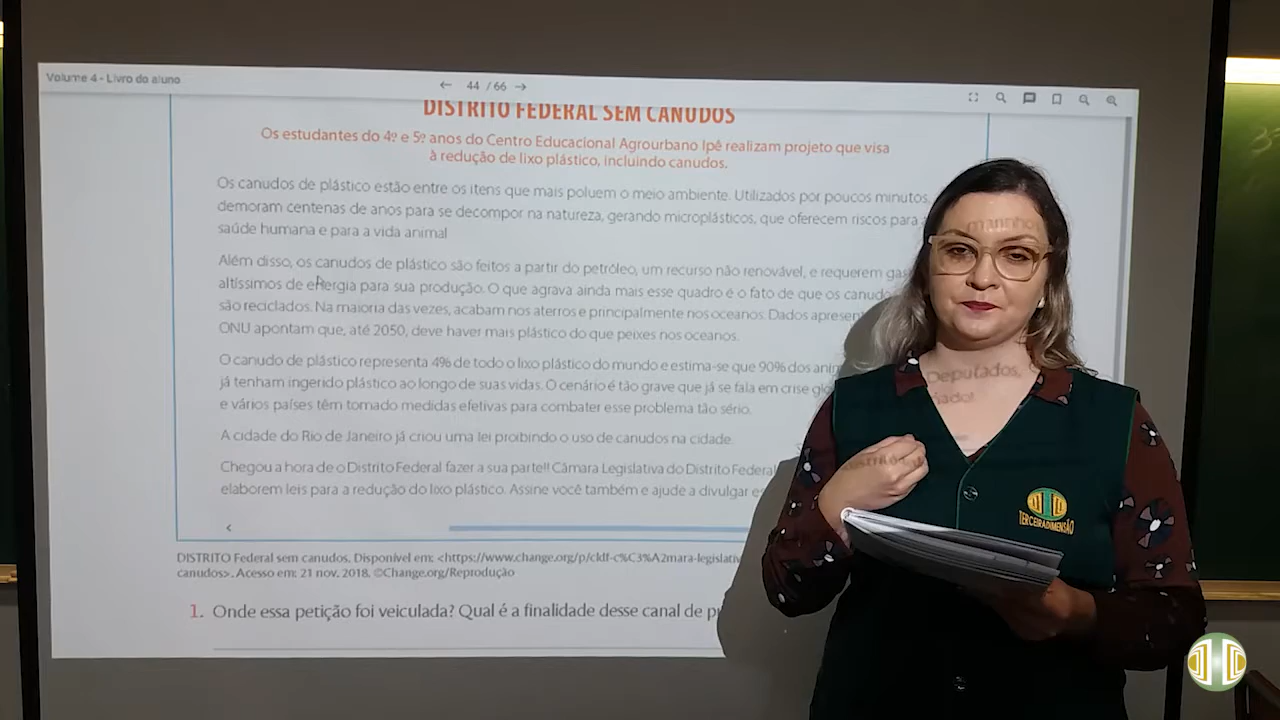 Volume 4 - Livro do aluno
44 / 66
DISTRITO FEDERAL SEM CANUDOS
Os estudantes do 4º e 5º anos do Centro Educacional Agrourbano Ipê realizam projeto que visa
à redução de lixo plástico, incluindo canudos.
Os canudos de plástico estão entre os itens que mais poluem o meio ambiente. Utilizados por poucos minutos,
demoram centenas de anos para se decompor na natureza, gerando microplásticos, que oferecem riscos para a
saúde humana e para a vida animal
marinho
Além disso, os canudos de plástico são feitos a partir do petróleo, um recurso não renovável, e requerem gas
altíssimos de energia para sua produção. O que agrava ainda mais esse quadro é o fato de que os canudo
são reciclados. Na maioria das vezes, acabam nos aterros e principalmente nos oceanos. Dados apresen
ONU apontam que, até 2050, deve haver mais plástico do que peixes nos oceanos.
O canudo de plástico representa 4% de todo o lixo plástico do mundo e estima-se que 90% dos anim
já tenham ingerido plástico ao longo de suas vidas. O cenário é tão grave que já se fala em crise glo
e vários países têm tomado medidas efetivas para combater esse problema tão sério.
A cidade do Rio de Janeiro já criou uma lei proibindo o uso de canudos na cidade.
Chegou a hora de o Distrito Federal fazer a sua parte!! Câmara Legislativa do Distrito Federal
Deputados,
elaborem leis para a redução do lixo plástico. Assine você também e ajude a divulgar es
DISTRITO Federal sem canudos. Disponível em: <https://www.change.org/p/cldf-c%C3%A2mara-legislativ
canudos>. Acesso em: 21 nov. 2018. ©Change.org/Reprodução
1. Onde essa petição foi veiculada? Qual é a finalidade desse canal de p
TERCEIRADIMENSÃO